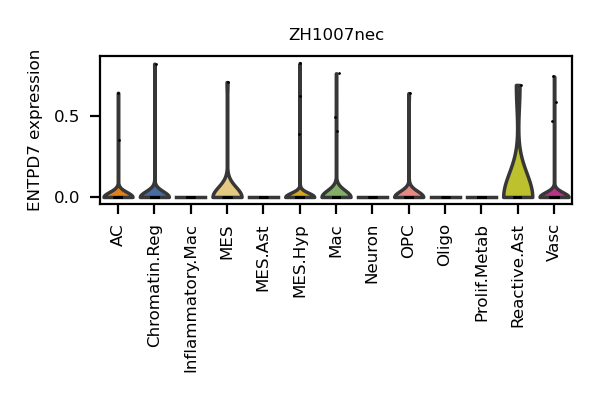 ZH1007nec
ENTPD7 expression
0.5
0.0
AC
Chromatin.Reg
Inflammatory.Mac
MES
MES.Ast
MES.Hyp
Mac
Neuron
OPC
Oligo
Prolif.Metab
Reactive.Ast
Vasc